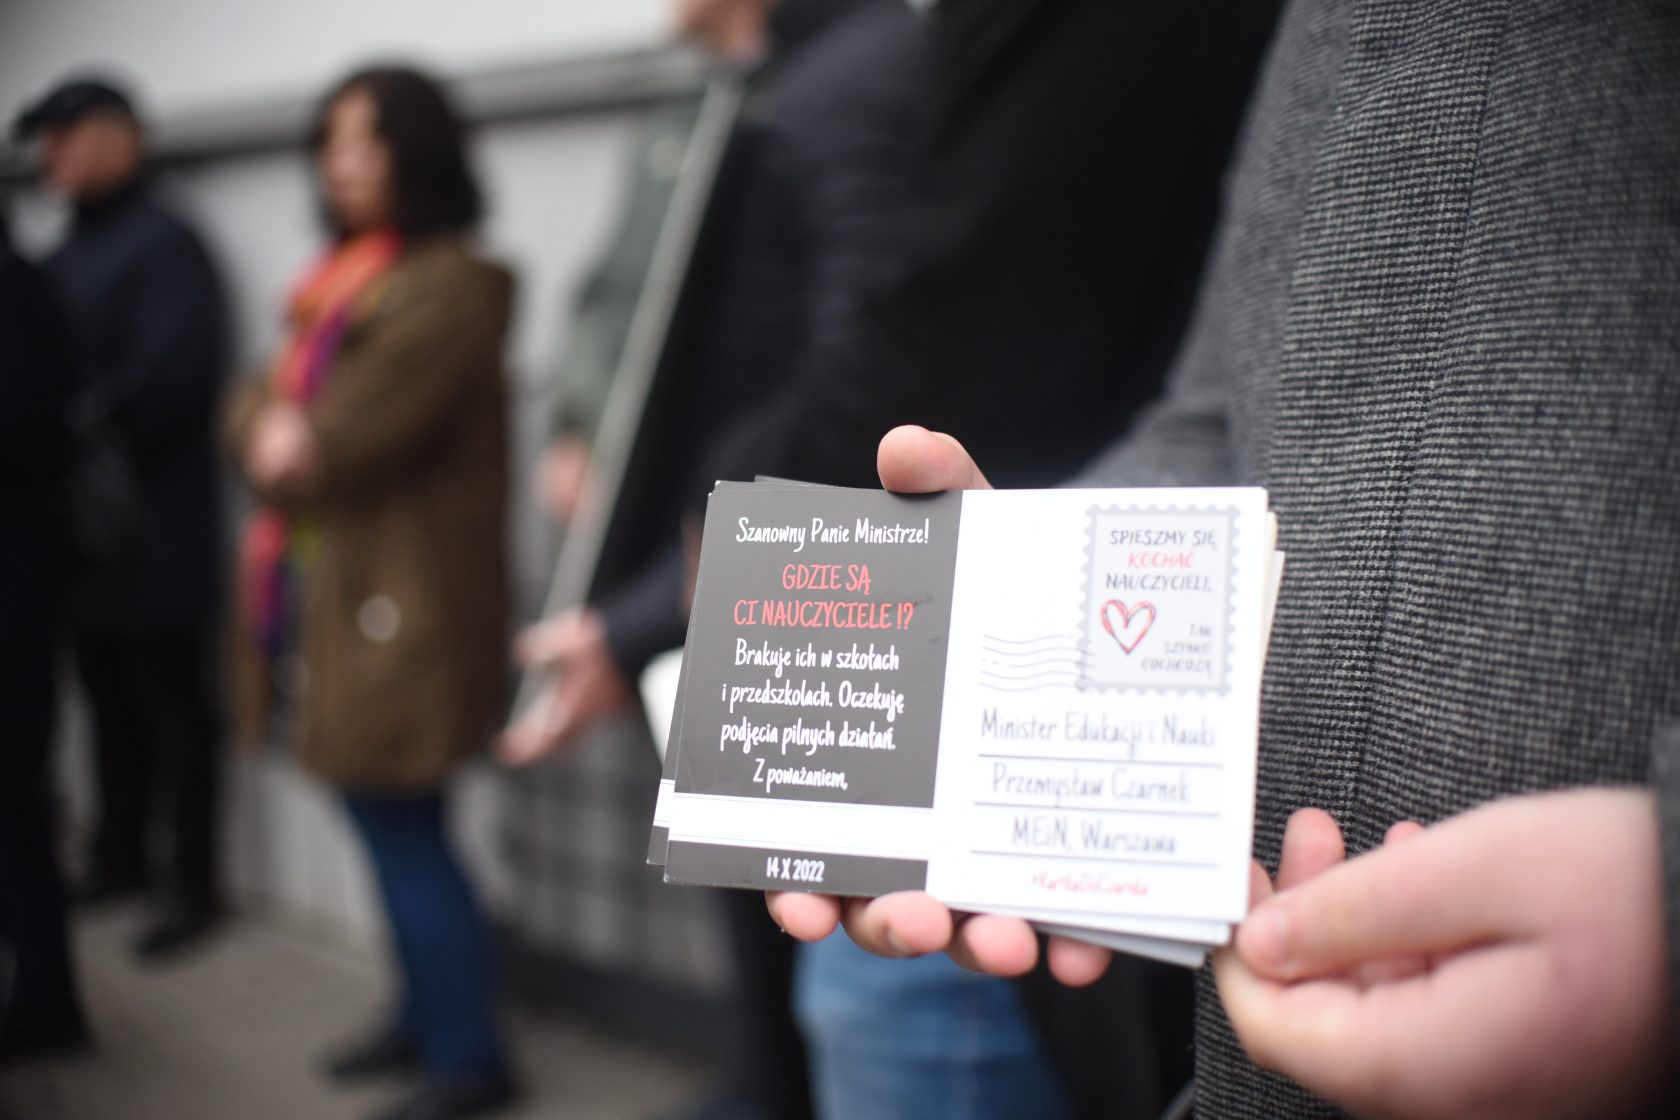 Szanowny Panie Ministrze!
GDZIE SĄ
CI NAUCZYCIELE !?
Brakuje ich w szkołach
i przedszkolach. Oczekuję
podjęcia pilnych działań.
Z poważaniem,
14 X 2022
SPIESZMY SIĘ
KOCHAĆ
NAUCZYCIELI,
TAK
SZYBKO
ODCHODZĄ
Minister Edukacji i Nauki
Przemysław Czarnek
MEiN, Warszawa
#KartkaDoCzarnka